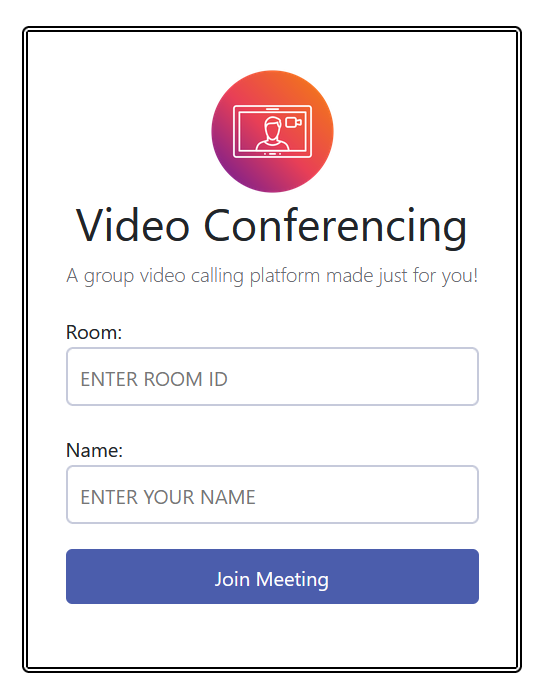 Video Conferencing
A group video calling platform made just for you!
Room:
ENTER ROOM ID
Name:
ENTER YOUR NAME
Join Meeting